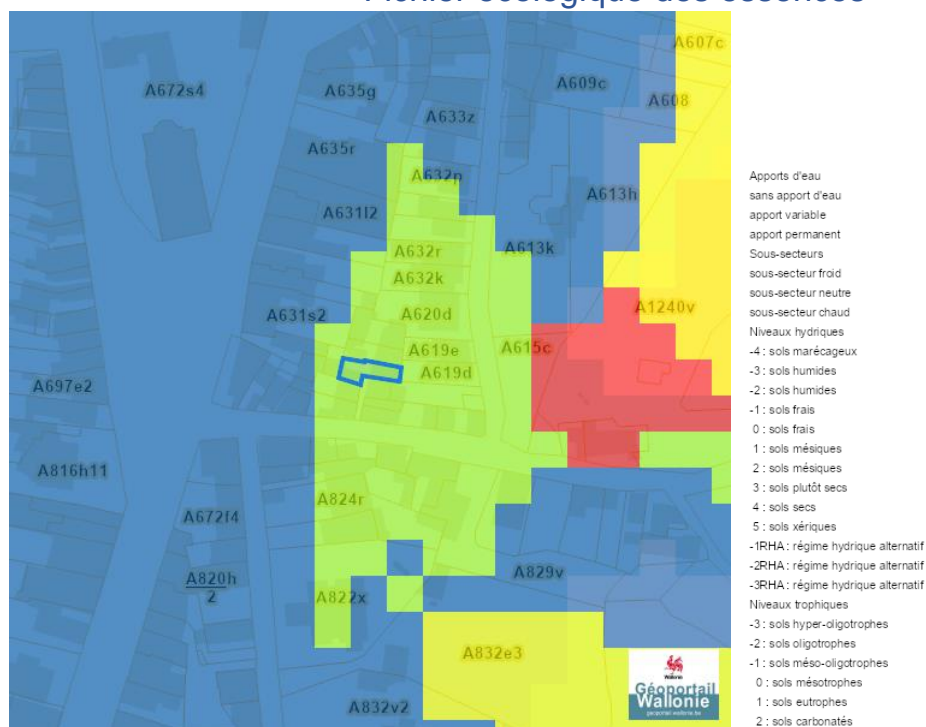 Fichier écologique des essences
A607c
A672s4
A635g
A609c
A608
A633z
A635r
A632p
A613h
A631l2
A632r
A613k
A632k
A631s2
A620d
A1240v
A619e
A615c
A619d
A697e2
A816h11
A824r
A672f4
A829v
A820h
2
A822x
A832e3
A832v2
Wallonie
Géoportail
Wallonie
geoportail.wallonie.be
Apports d'eau
sans apport d'eau
apport variable
apport permanent
Sous-secteurs
sous-secteur froid
sous-secteur neutre
sous-secteur chaud
Niveaux hydriques
-4 : sols marécageux
-3 : sols humides
-2 : sols humides
-1 : sols frais
0 : sols frais
1 : sols mésiques
2 : sols mésiques
3 : sols plutôt secs
4 : sols secs
5 : sols xériques
-1RHA : régime hydrique alternatif
-2RHA : régime hydrique alternatif
-3RHA : régime hydrique alternatif
Niveaux trophiques
-3 : sols hyper-oligotrophes
-2 : sols oligotrophes
-1 : sols méso-oligotrophes
0 : sols mésotrophes
1 : sols eutrophes
2 : sols carbonatés